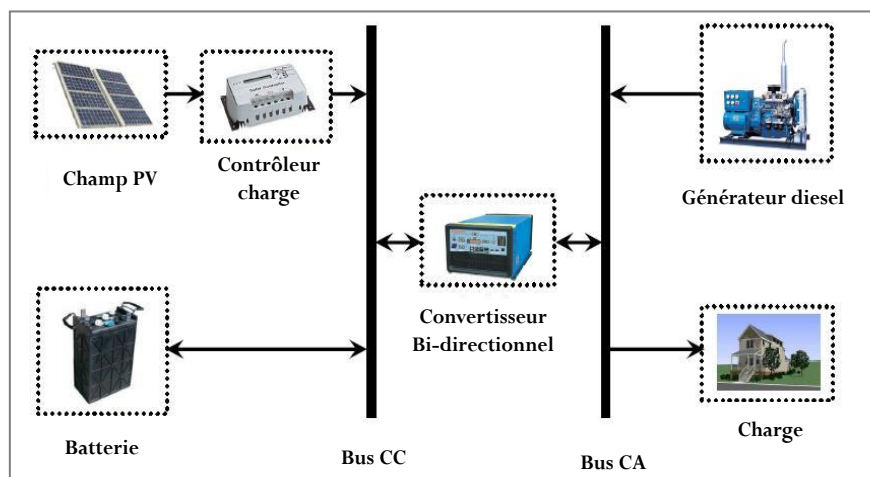 Champ PV
Contrôleur
charge
Générateur diesel
Convertisseur
Bi-directionnel
Batterie
Bus CC
Bus CA
Charge